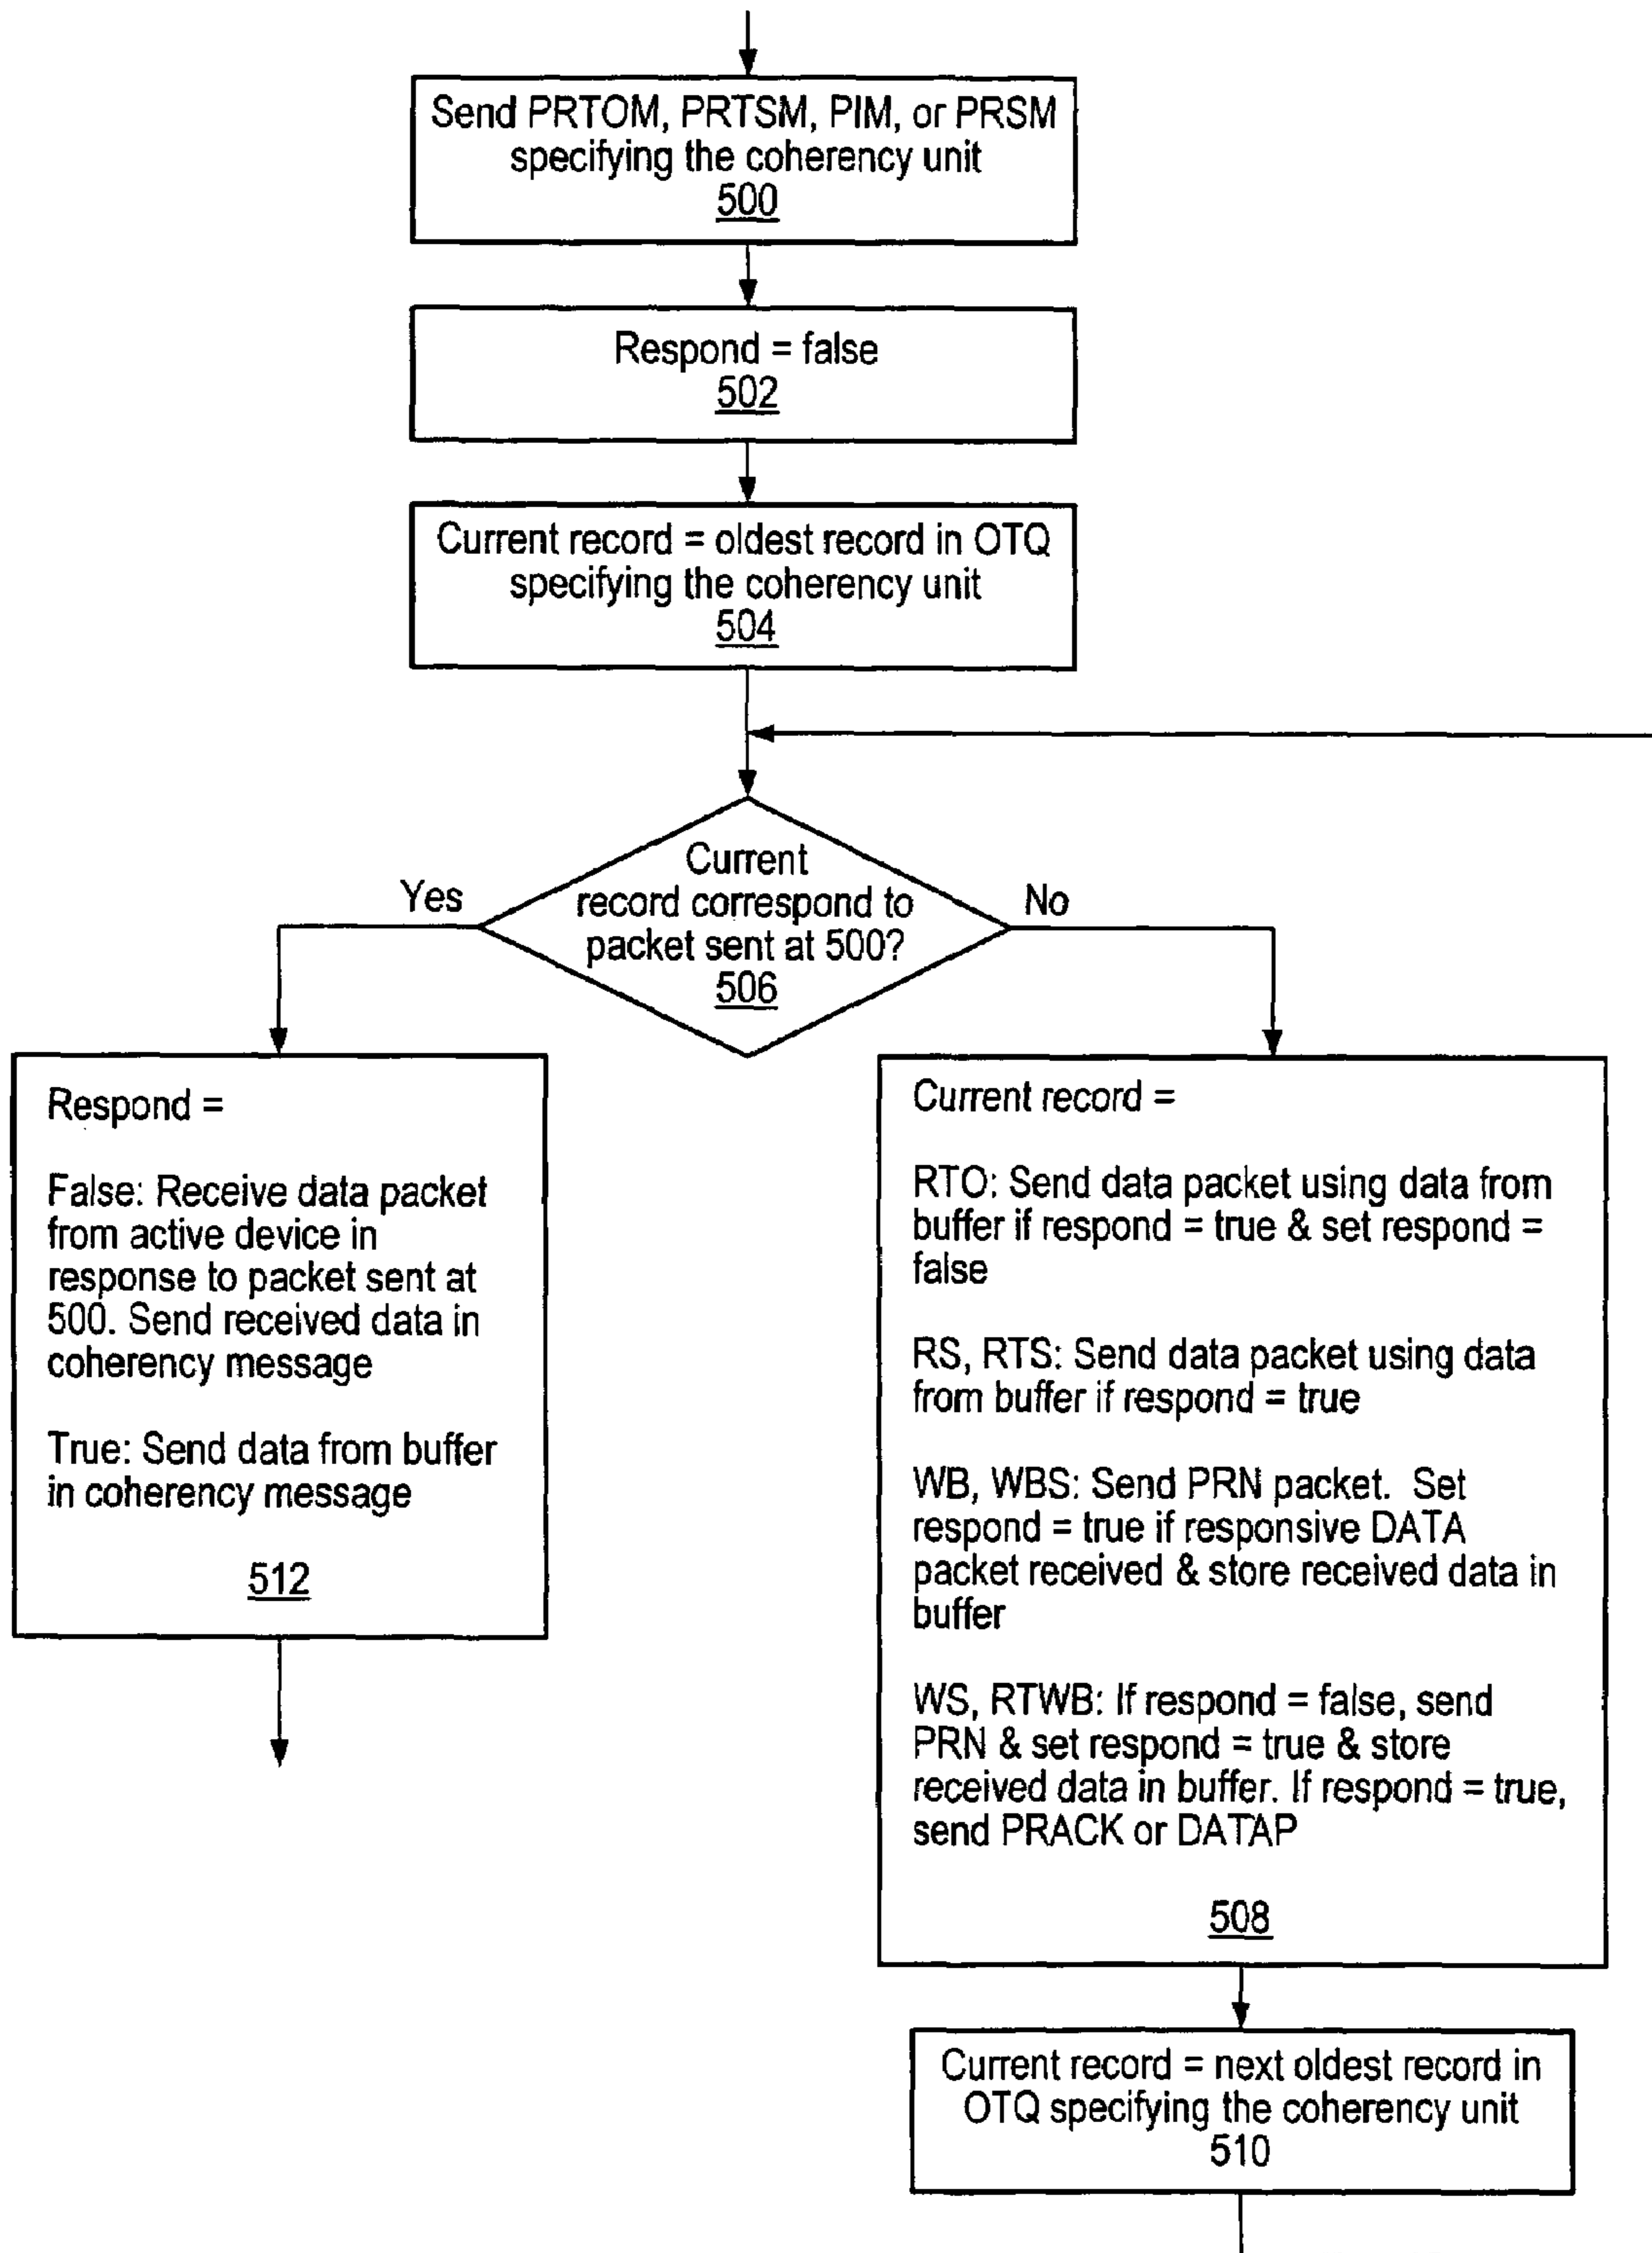 Send PRTOM, PRTSM, PIM, or PRSM
specifying the coherency unit
500
Respond = false
502
Current record = oldest record in OTQ
specifying the coherency unit
504
Current
record correspond to
packet sent at 500?
506
Yes
No
Respond =
False: Receive data packet
from active device in
response to packet sent at
500. Send received data in
coherency message
True: Send data from buffer
in coherency message
512
Current record =
RTO: Send data packet using data from
buffer if respond = true & set respond =
false
RS, RTS: Send data packet using data
from buffer if respond = true
WB, WBS: Send PRN packet. Set
respond = true if responsive DATA
packet received & store received data in
buffer
WS, RTWB: If respond = false, send
PRN & set respond = true & store
received data in buffer. If respond = true,
send PRACK or DATAP
508
Current record = next oldest record in
OTQ specifying the coherency unit
510